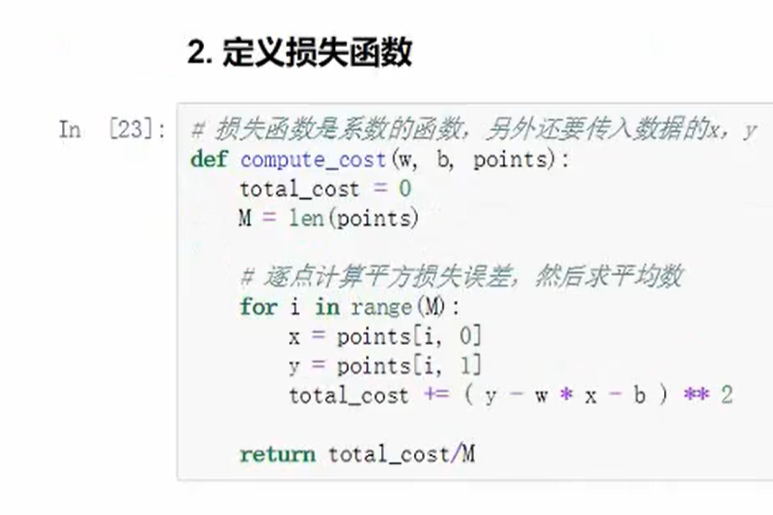 2. 定义损失函数
In [23]: # 损失函数是系数的函数，另外还要传入数据的x，y
def compute_cost(w, b, points):
    total_cost = 0
    M = len(points)
    # 逐点计算平方损失误差，然后求平均数
    for i in range(M):
        x = points[i, 0]
        y = points[i, 1]
        total_cost += ( y - w * x - b ) ** 2
    return total_cost/M